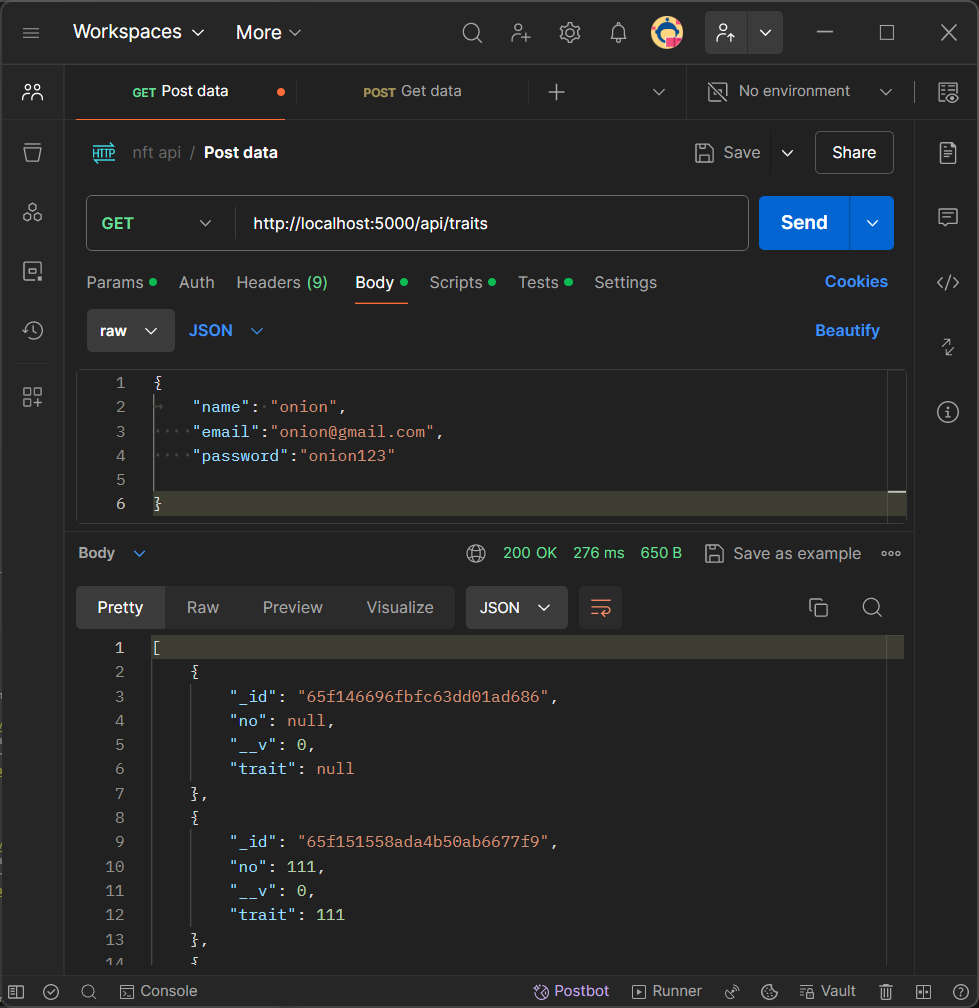 Workspaces More
GET Post data POST Get data No environment
HTTP nft api / Post data Save Share
GET http://localhost:5000/api/traits Send
Params Auth Headers (9) Body Scripts Tests Settings Cookies
raw JSON Beautify
1 {
2 "name": "onion",
3 "email":"onion@gmail.com",
4 "password":"onion123"
5
6 }
Body 200 OK 276 ms 650 B Save as example
Pretty Raw Preview Visualize JSON
1 [
2 {
3 "_id": "65f146696fbfc63dd01ad686",
4 "no": null,
5 "__v": 0,
6 "trait": null
7 },
8 {
9 "_id": "65f151558ada4b50ab6677f9",
10 "no": 111,
11 "__v": 0,
12 "trait": 111
13 },
14 {
Console Postbot Runner Vault